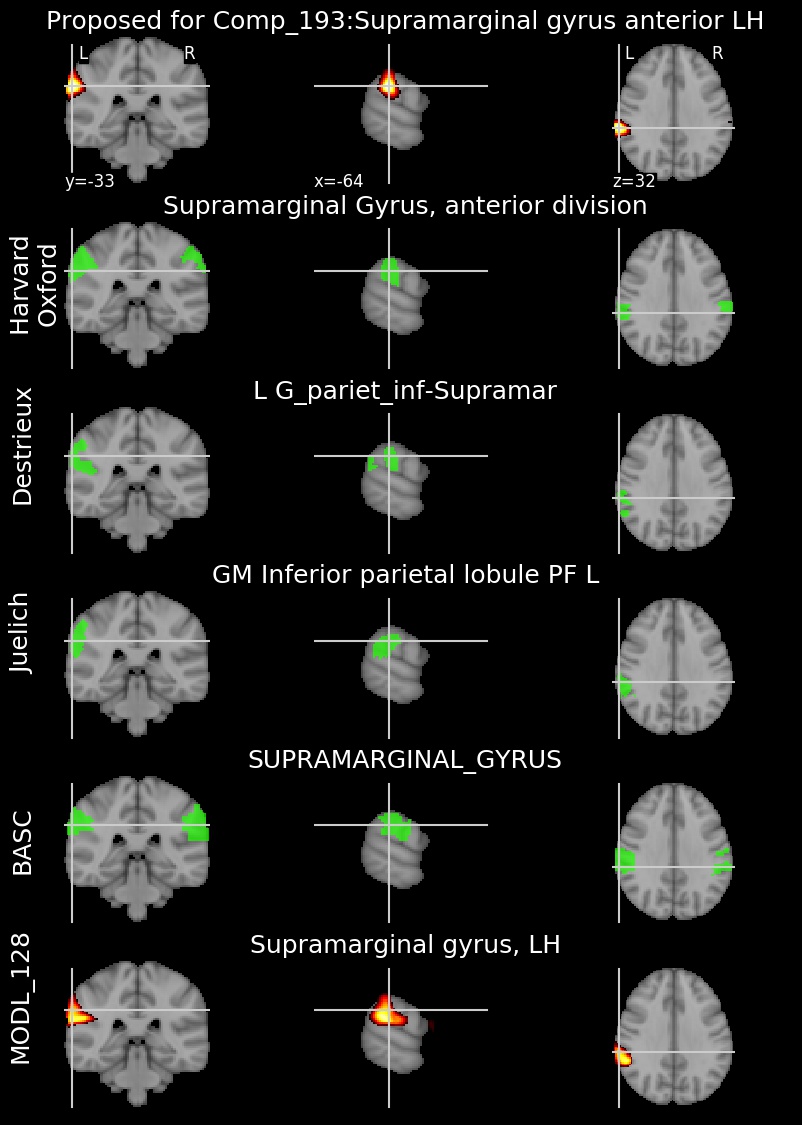 Proposed for Comp_193:Supramarginal gyrus anterior LH
L R L R
y=-33 x=-64 z=32
Supramarginal Gyrus, anterior division
Harvard
Oxford
L G_pariet_inf-Supramar
Destrieux
GM Inferior parietal lobule PF L
Juelich
SUPRAMARGINAL_GYRUS
BASC
Supramarginal gyrus, LH
MODL_128